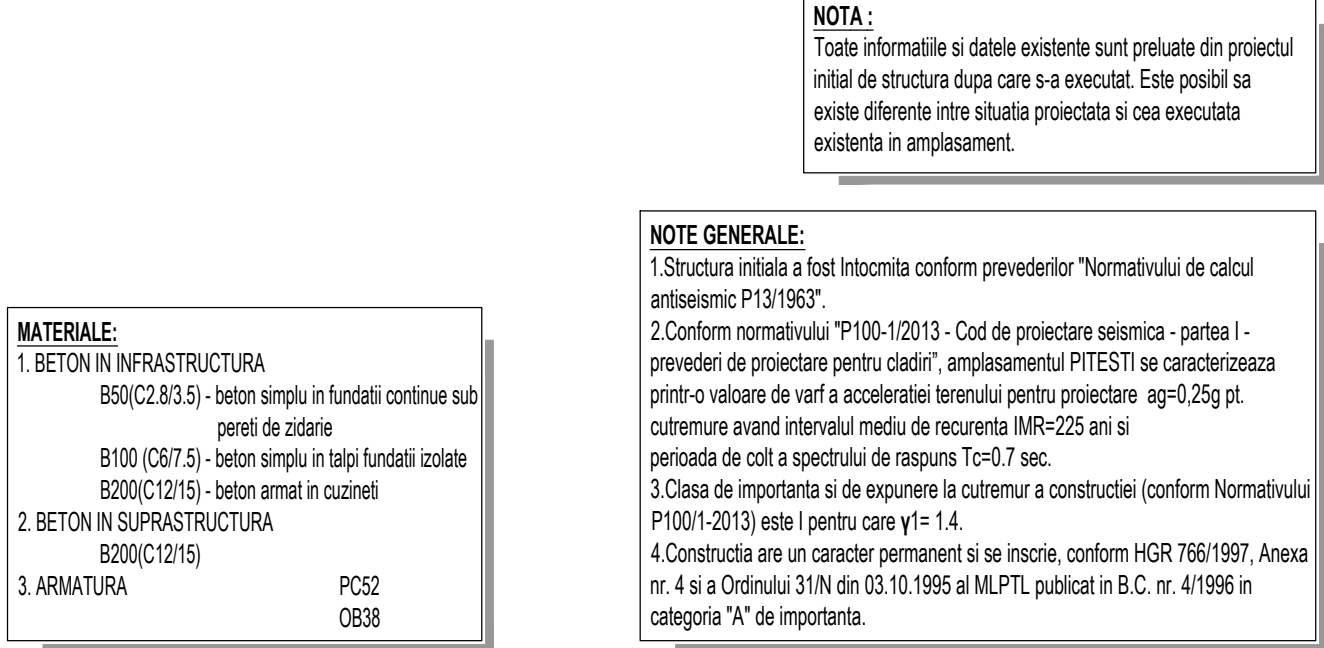 NOTA :
Toate informatiile si datele existente sunt preluate din proiectul
initial de structura dupa care s-a executat. Este posibil sa
existe diferente intre situatia proiectata si cea executata
existenta in amplasament.
NOTE GENERALE:
1.Structura initiala a fost Intocmita conform prevederilor "Normativului de calcul
antiseismic P13/1963".
2.Conform normativului "P100-1/2013 - Cod de proiectare seismica - partea I -
prevederi de proiectare pentru cladiri”, amplasamentul PITESTI se caracterizeaza
printr-o valoare de varf a acceleratiei terenului pentru proiectare ag=0,25g pt.
cutremure avand intervalul mediu de recurenta IMR=225 ani si
perioada de colt a spectrului de raspuns Tc=0.7 sec.
3.Clasa de importanta si de expunere la cutremur a constructiei (conform Normativului
P100/1-2013) este I pentru care γ1= 1.4.
4.Constructia are un caracter permanent si se inscrie, conform HGR 766/1997, Anexa
nr. 4 si a Ordinului 31/N din 03.10.1995 al MLPTL publicat in B.C. nr. 4/1996 in
categoria "A" de importanta.
MATERIALE:
1. BETON IN INFRASTRUCTURA
B50(C2.8/3.5) - beton simplu in fundatii continue sub
pereti de zidarie
B100 (C6/7.5) - beton simplu in talpi fundatii izolate
B200(C12/15) - beton armat in cuzineti
2. BETON IN SUPRASTRUCTURA
B200(C12/15)
3. ARMATURA PC52
OB38